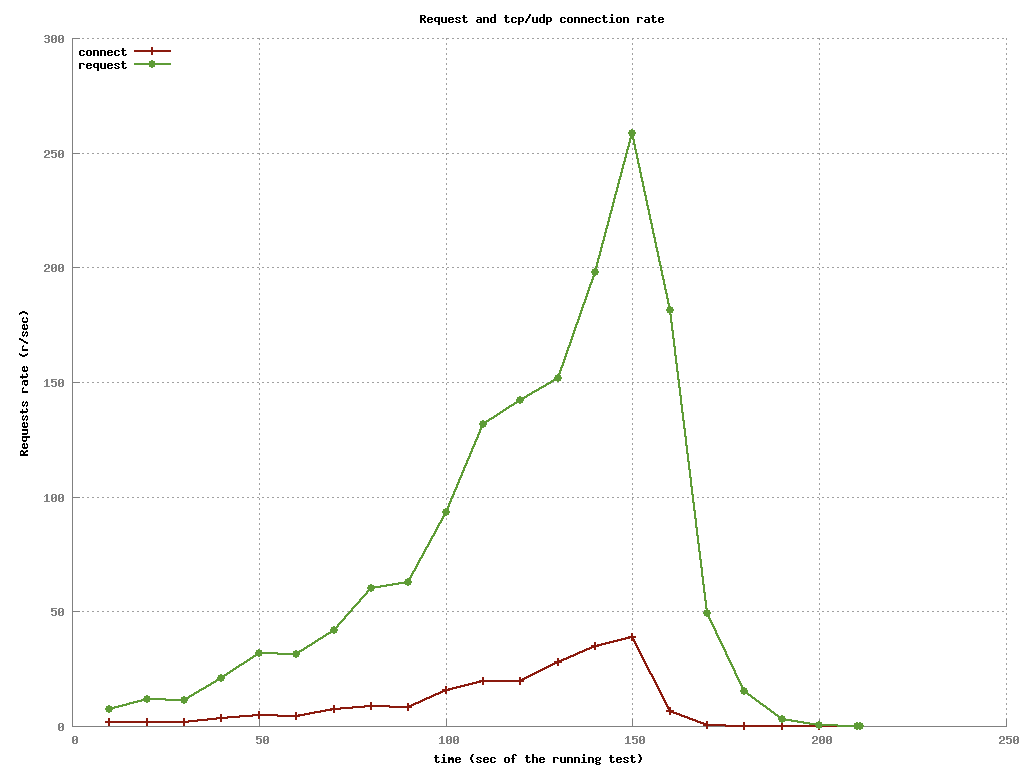 Request and tcp/udp connection rate
300
connect
request
250
200
150
100
50
0
Requests rate (r/sec)
0 50 100 150 200 250
time (sec of the running test)